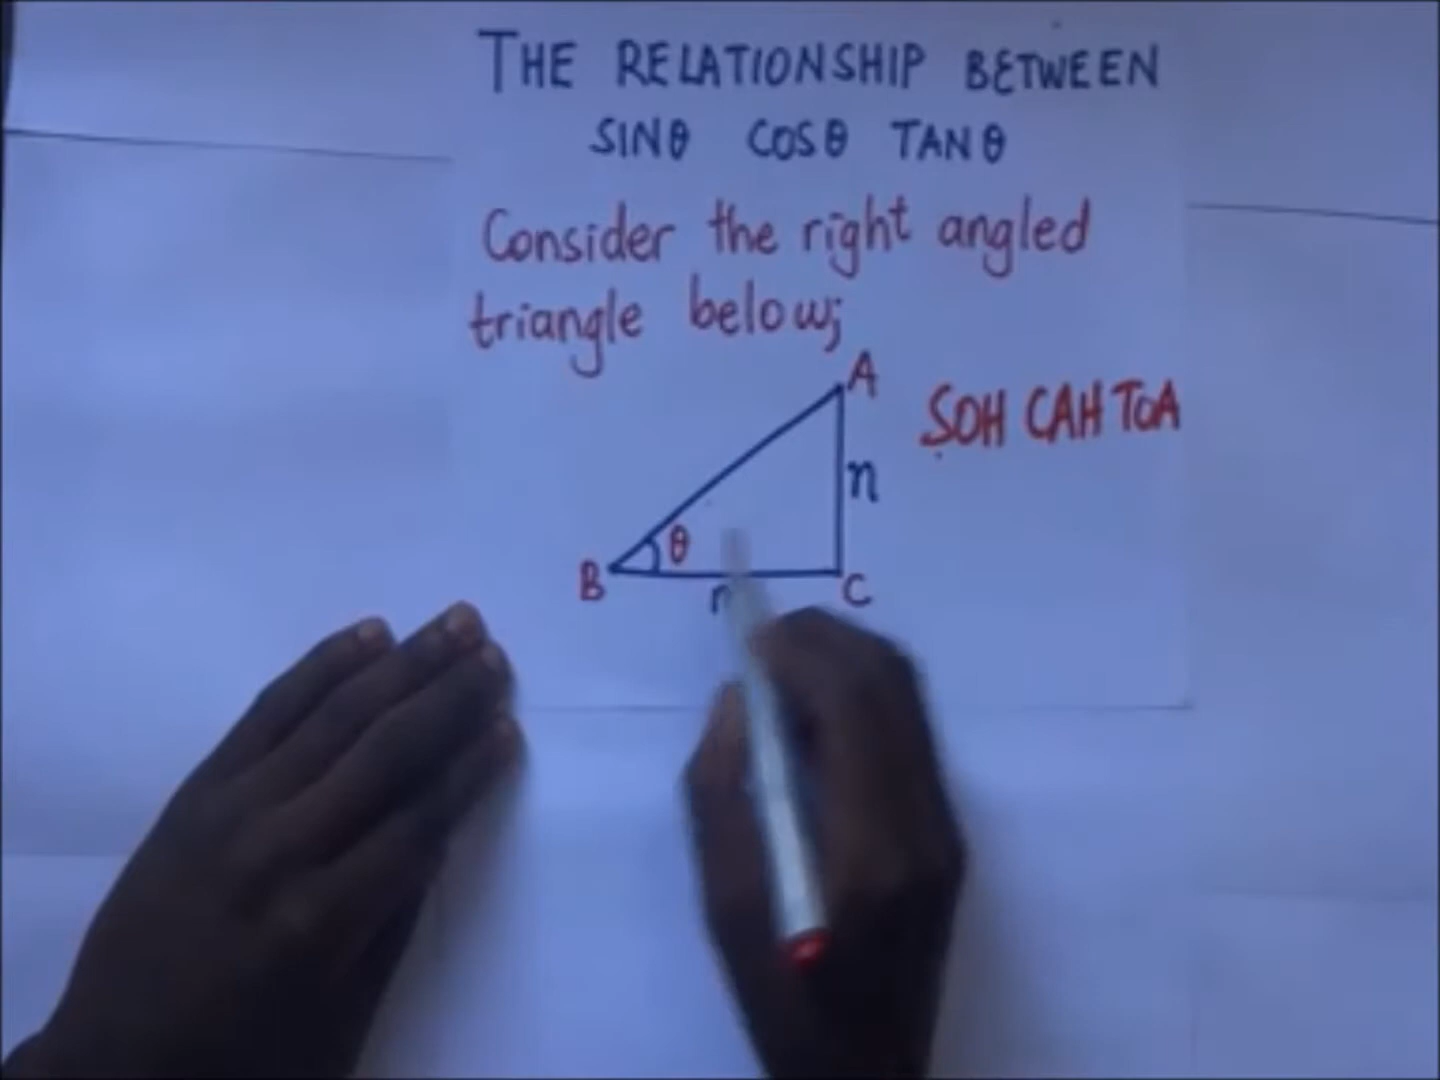 THE RELATIONSHIP BETWEEN
SINθ COSθ TANθ
Consider the right angled
triangle below;
A
SOH CAH TOA
n
θ
B
C